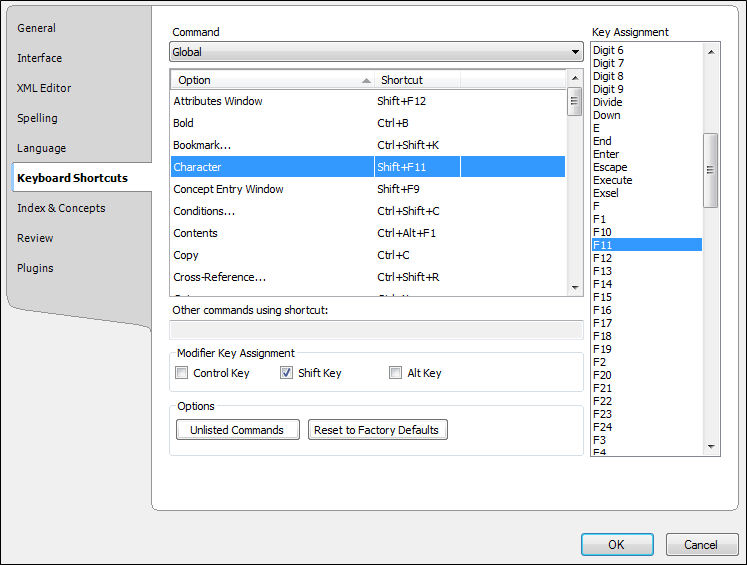 General
Interface
XML Editor
Spelling
Language
Keyboard Shortcuts
Index & Concepts
Review
Plugins
Command
Global
Option Shortcut
Attributes Window Shift+F12
Bold Ctrl+B
Bookmark... Ctrl+Shift+K
Character Shift+F11
Concept Entry Window Shift+F9
Conditions... Ctrl+Shift+C
Contents Ctrl+Alt+F1
Copy Ctrl+C
Cross-Reference... Ctrl+Shift+R
Other commands using shortcut:
Modifier Key Assignment
Control Key Shift Key Alt Key
Options
Unlisted Commands Reset to Factory Defaults
Key Assignment
Digit 6
Digit 7
Digit 8
Digit 9
Divide
Down
E
End
Enter
Escape
Execute
Exsel
F
F1
F10
F11
F12
F13
F14
F15
F16
F17
F18
F19
F2
F20
F21
F22
F23
F24
F3
F4
OK Cancel